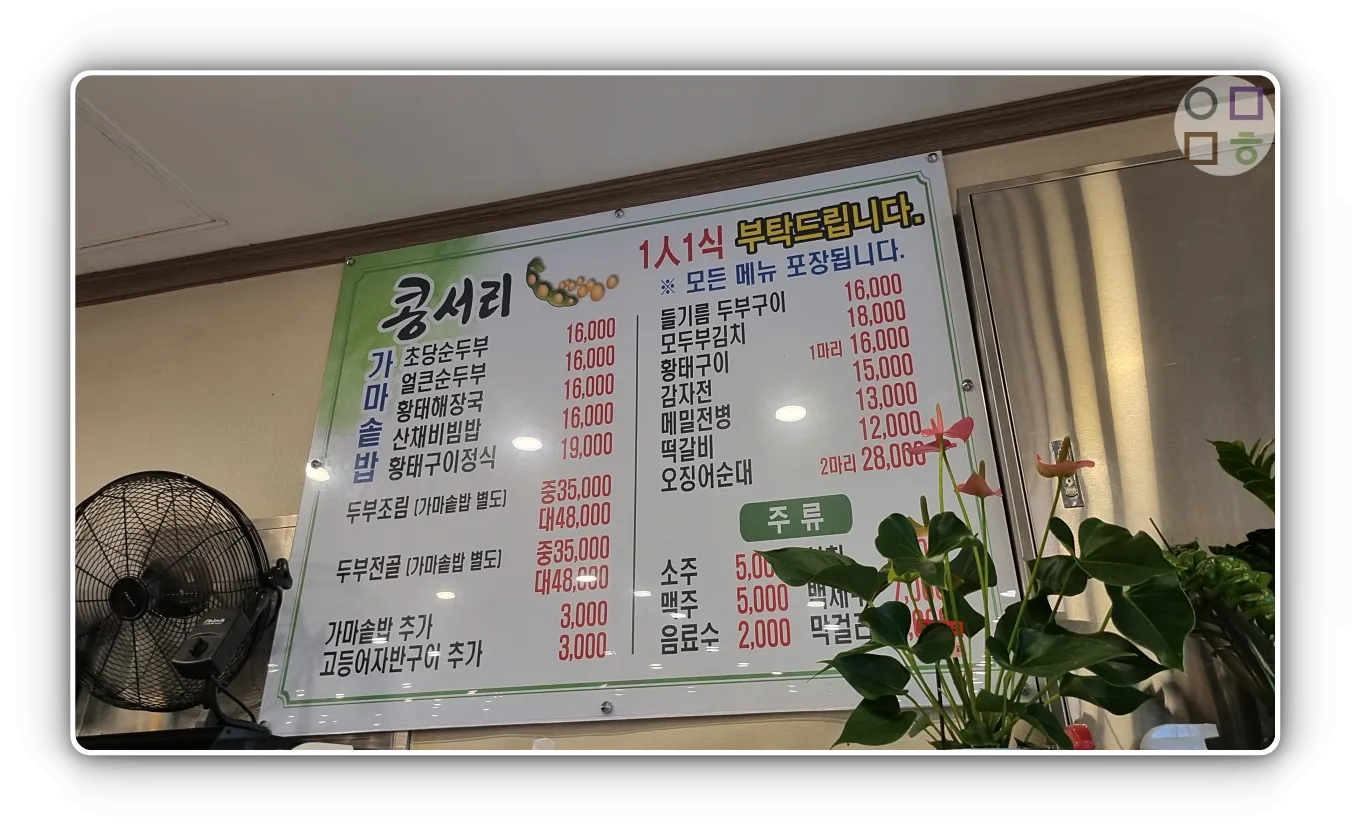 콩서리
가마솥밥
초당순두부 16,000
얼큰순두부 16,000
황태해장국 16,000
산채비빔밥 16,000
황태구이정식 19,000
두부조림 (가마솥밥 별도) 중35,000
대48,000
두부전골 (가마솥밥 별도) 중35,000
대48,000
가마솥밥 추가 3,000
고등어자반구이 추가 3,000
1人1식 부탁드립니다.
※ 모든 메뉴 포장됩니다.
들기름 두부구이 16,000
모두부김치 18,000
황태구이 1마리 16,000
감자전 15,000
메밀전병 13,000
떡갈비 12,000
오징어순대 2마리 28,000
주류
소주
맥주 5,000
음료수 2,000
ㅇㅁ
ㅁㅎ